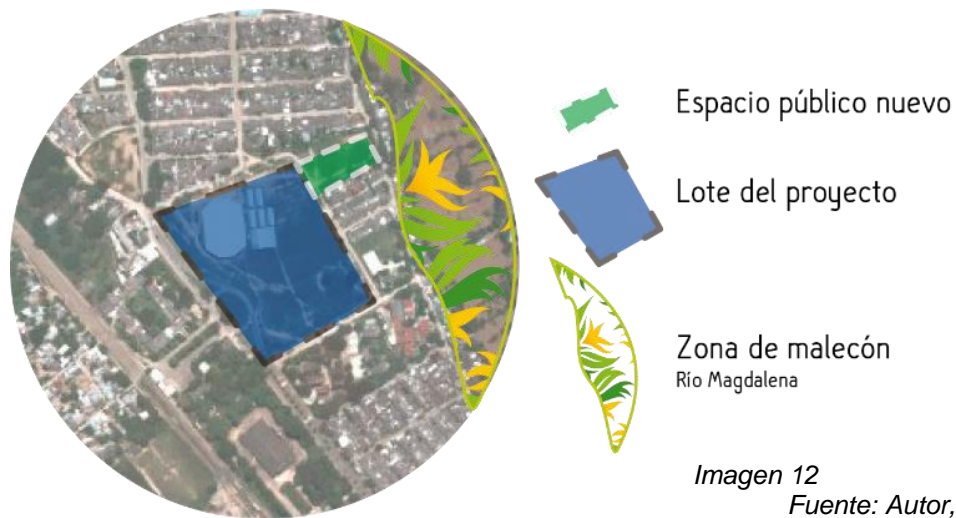 Espacio público nuevo
Lote del proyecto
Zona de malecón
Río Magdalena
Imagen 12
Fuente: Autor,